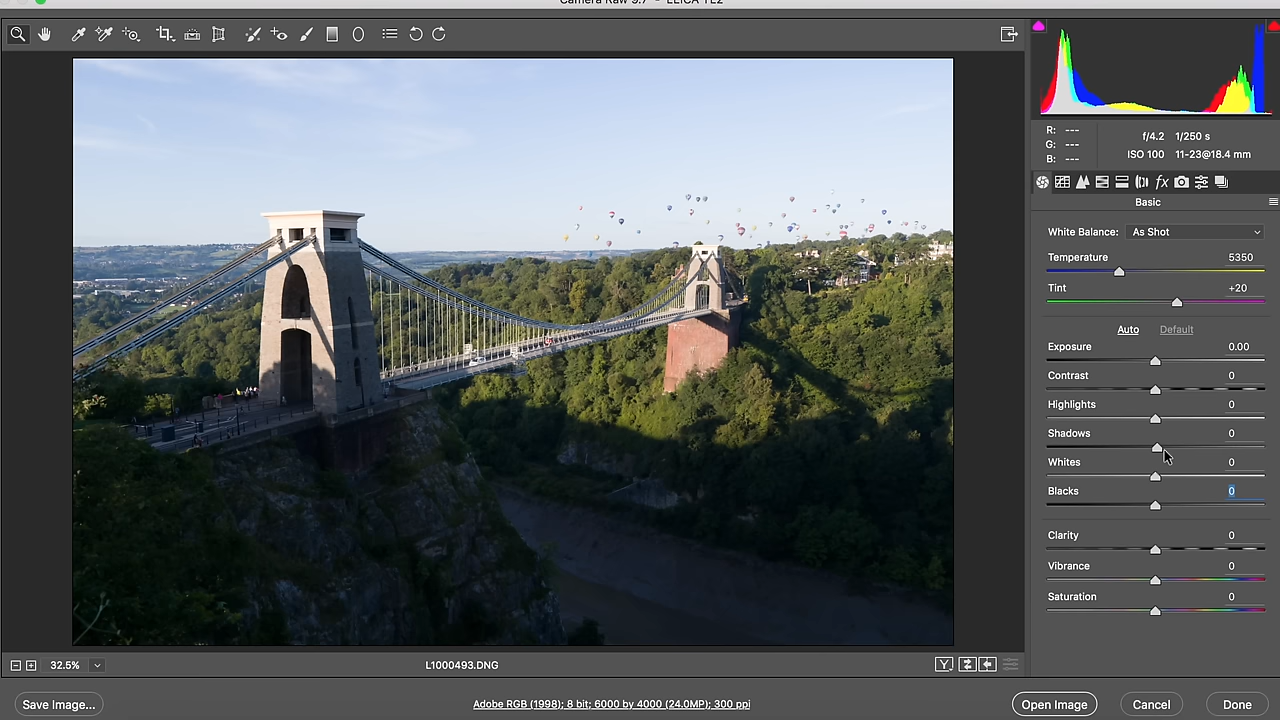 Camera Raw 9.7 - LEICA TL2
R: ---
G: ---
B: ---
f/4.2 1/250 s
ISO 100 11-23@18.4 mm
fx
Basic
White Balance: As Shot
Temperature 5350
Tint +20
Auto Default
Exposure 0.00
Contrast 0
Highlights 0
Shadows 0
Whites 0
Blacks 0
Clarity 0
Vibrance 0
Saturation 0
32.5%
L1000493.DNG
Y
Save Image...
Adobe RGB (1998); 8 bit; 6000 by 4000 (24.0MP); 300 ppi
Open Image
Cancel
Done